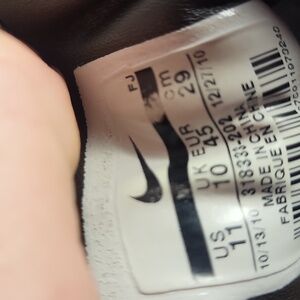 FJ
US UK EUR cm
11 10 45 29
10/13/10 12/27/10
318333-202
MADE IN CHINA
FABRIQUE EN CHINE